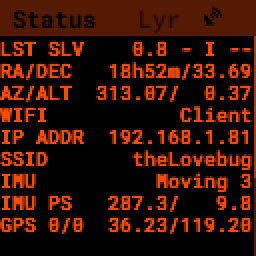 Status Lyr
LST SLV 0.8 - I --
RA/DEC 18h52m/33.69
AZ/ALT 313.07/ 0.37
WIFI Client
IP ADDR 192.168.1.81
SSID theLovebug
IMU Moving 3
IMU PS 287.3/ 9.8
GPS 0/0 36.23/119.20